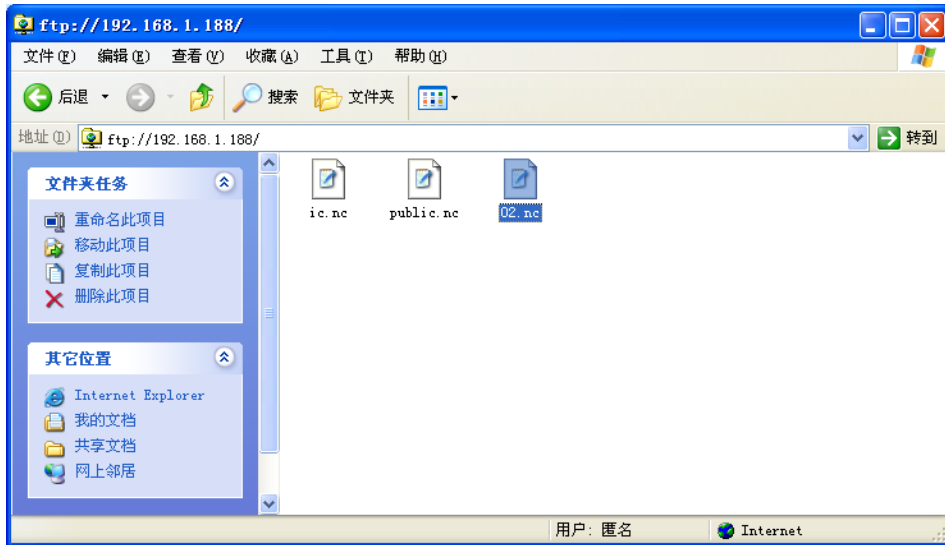 ftp://192.168.1.188/
文件(F) 编辑(E) 查看(V) 收藏(A) 工具(T) 帮助(H)
后退 搜索 文件夹
地址(D) ftp://192.168.1.188/ 转到
文件夹任务
重命名此项目
移动此项目
复制此项目
删除此项目
其它位置
Internet Explorer
我的文档
共享文档
网上邻居
ic.nc public.nc 02.nc
用户: 匿名 Internet